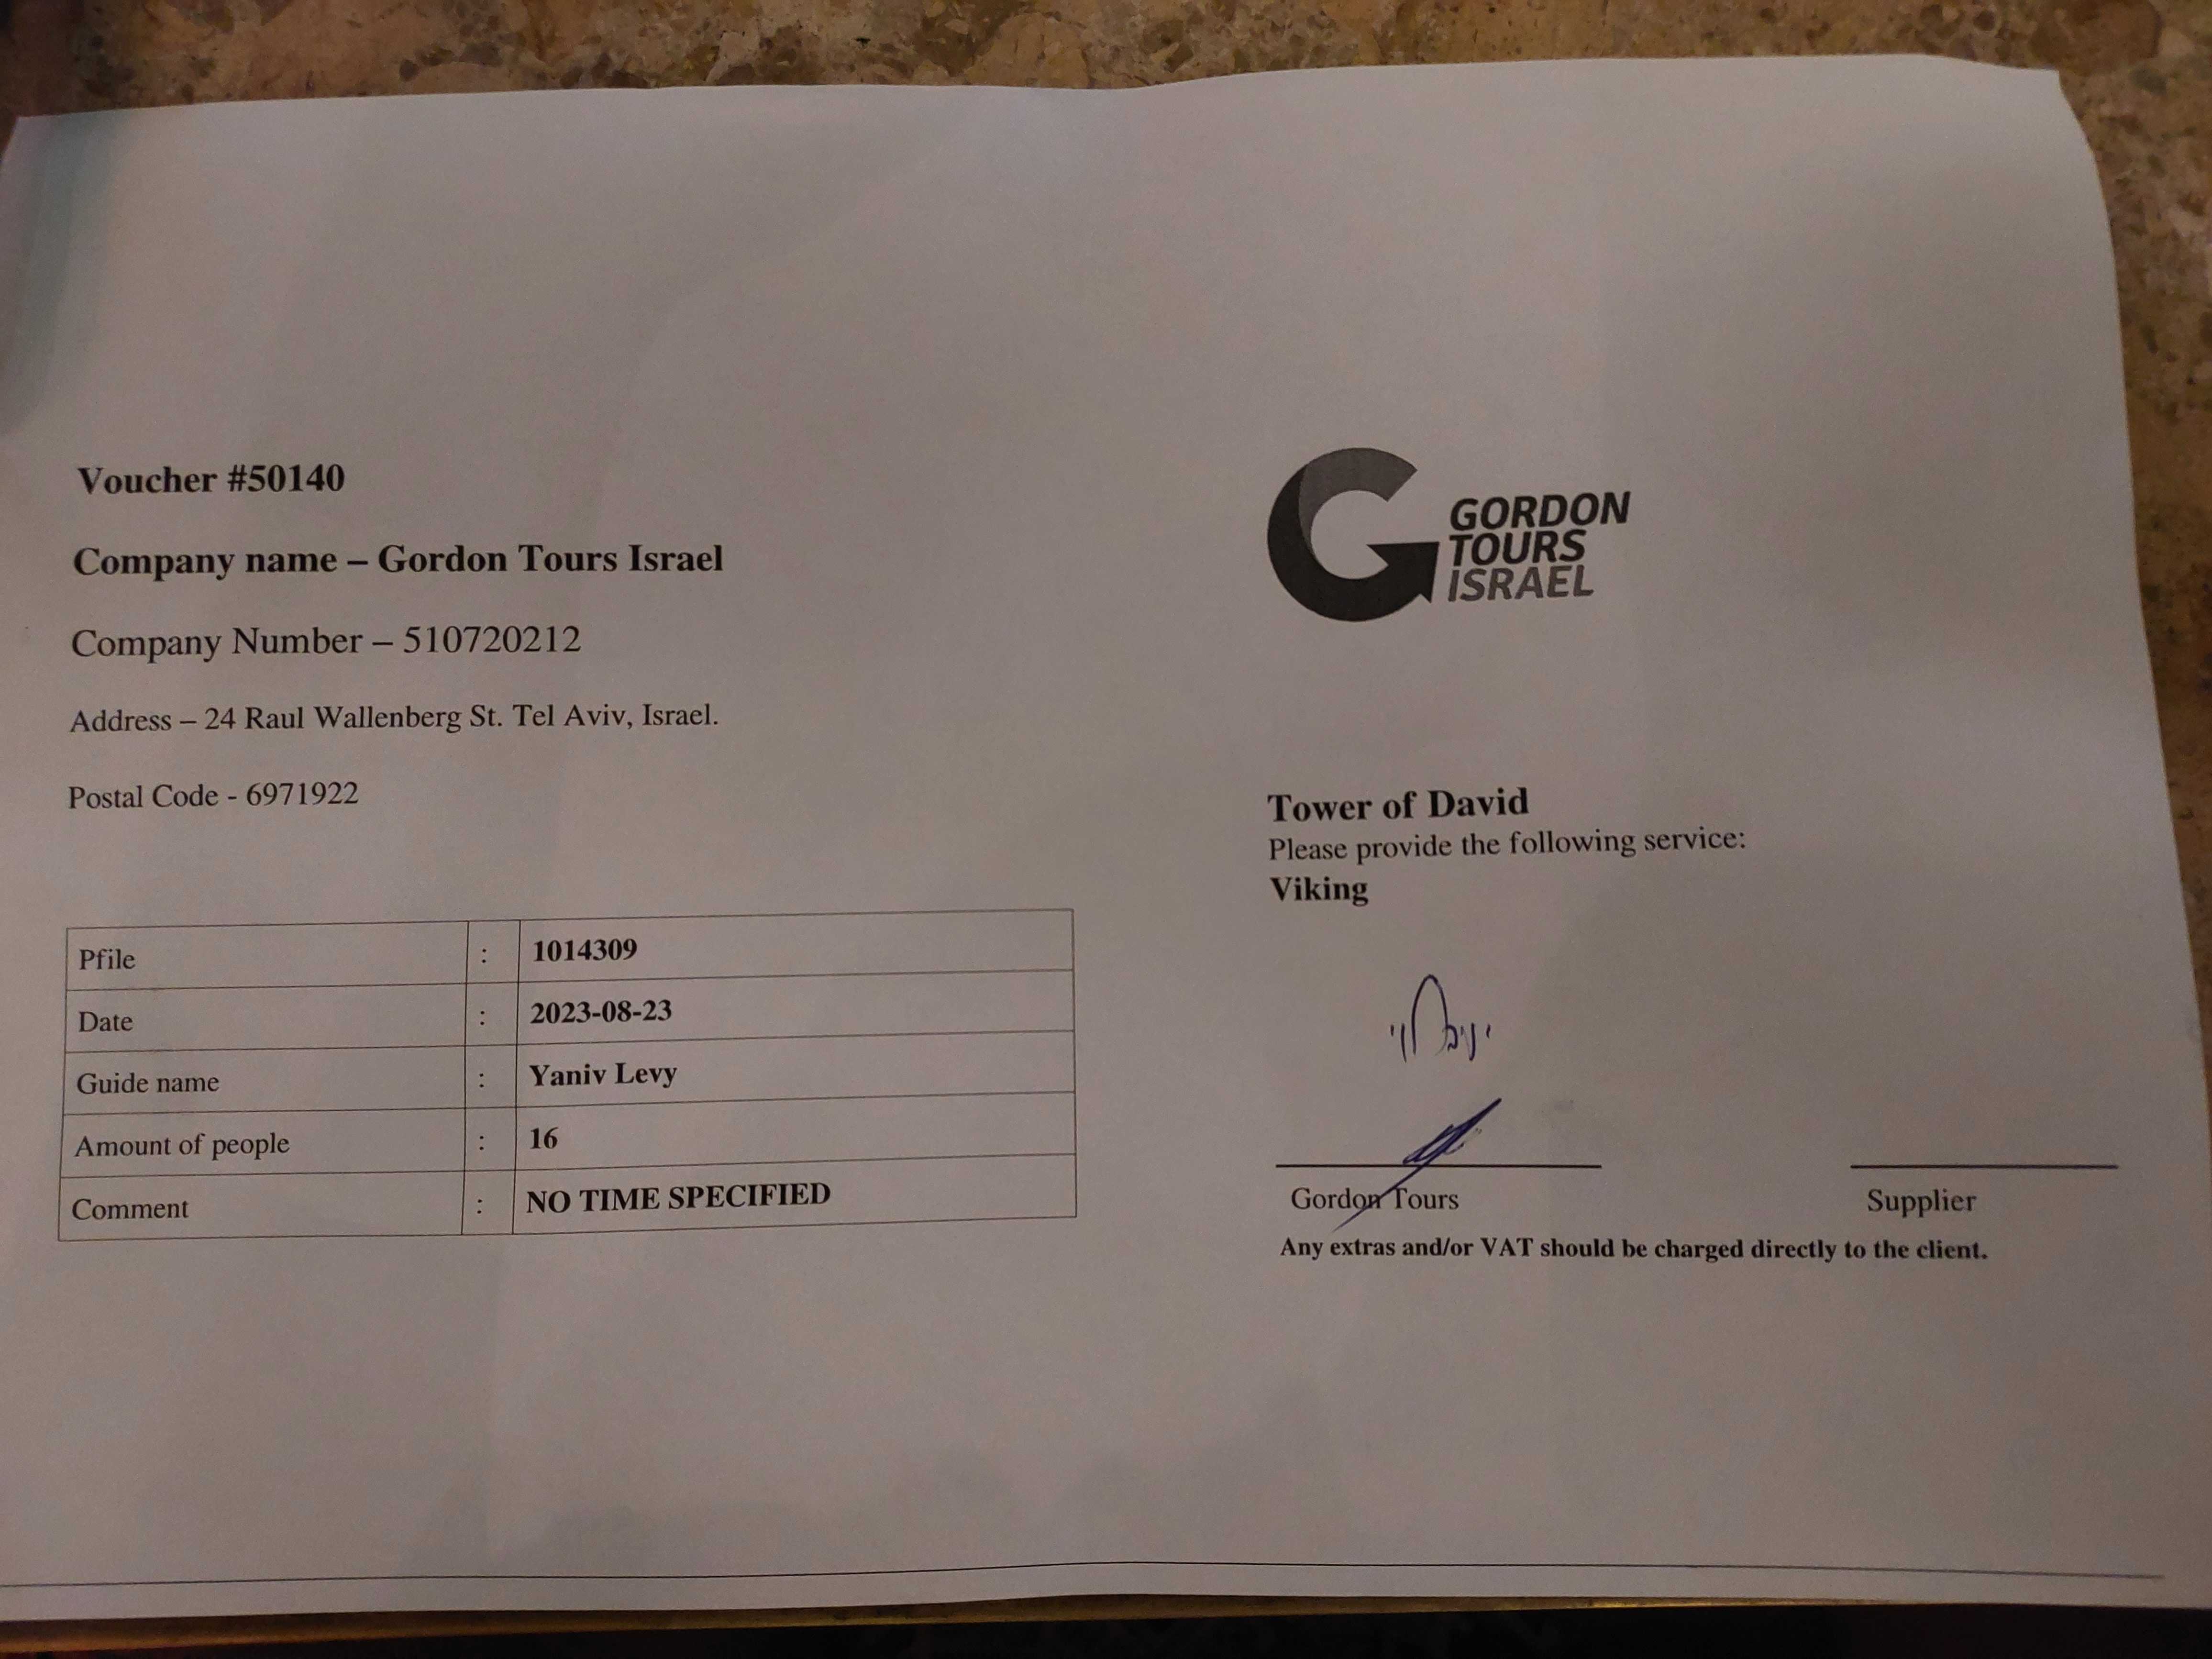 Voucher #50140
Company name – Gordon Tours Israel
Company Number – 510720212
Address – 24 Raul Wallenberg St. Tel Aviv, Israel.
Postal Code - 6971922
Pfile : 1014309
Date : 2023-08-23
Guide name : Yaniv Levy
Amount of people : 16
Comment : NO TIME SPECIFIED
GORDON
TOURS
ISRAEL
Tower of David
Please provide the following service:
Viking
יניב לוי
Gordon Tours
Supplier
Any extras and/or VAT should be charged directly to the client.